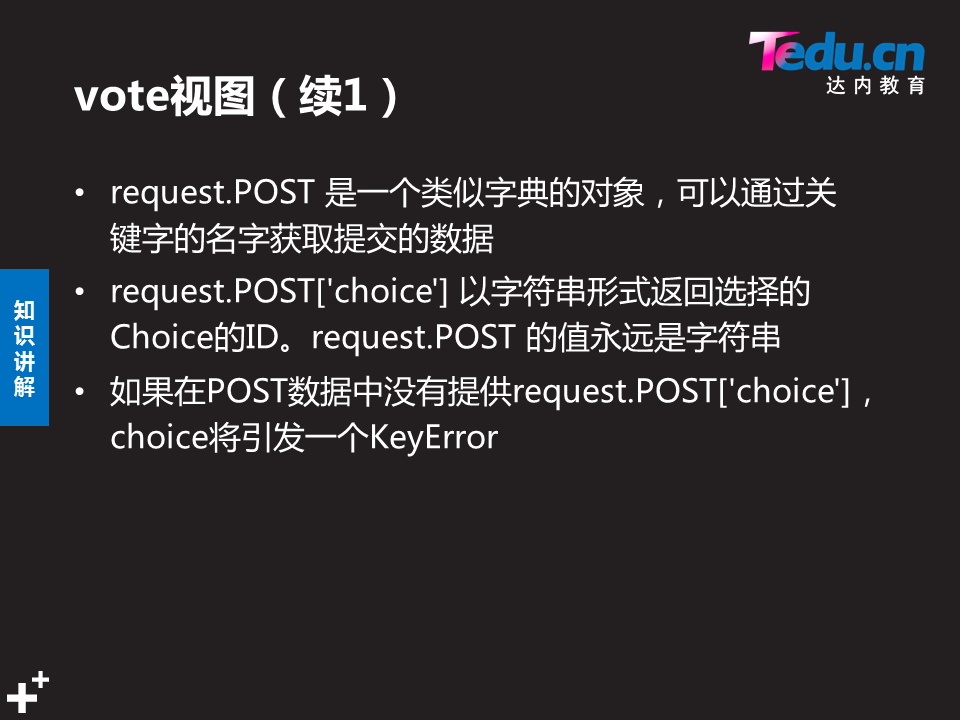 Tedu.cn
达内教育
vote视图（续1）
• request.POST 是一个类似字典的对象，可以通过关
键字的名字获取提交的数据
• request.POST['choice'] 以字符串形式返回选择的
Choice的ID。request.POST 的值永远是字符串
• 如果在POST数据中没有提供request.POST['choice']，
choice将引发一个KeyError
知
识
讲
解